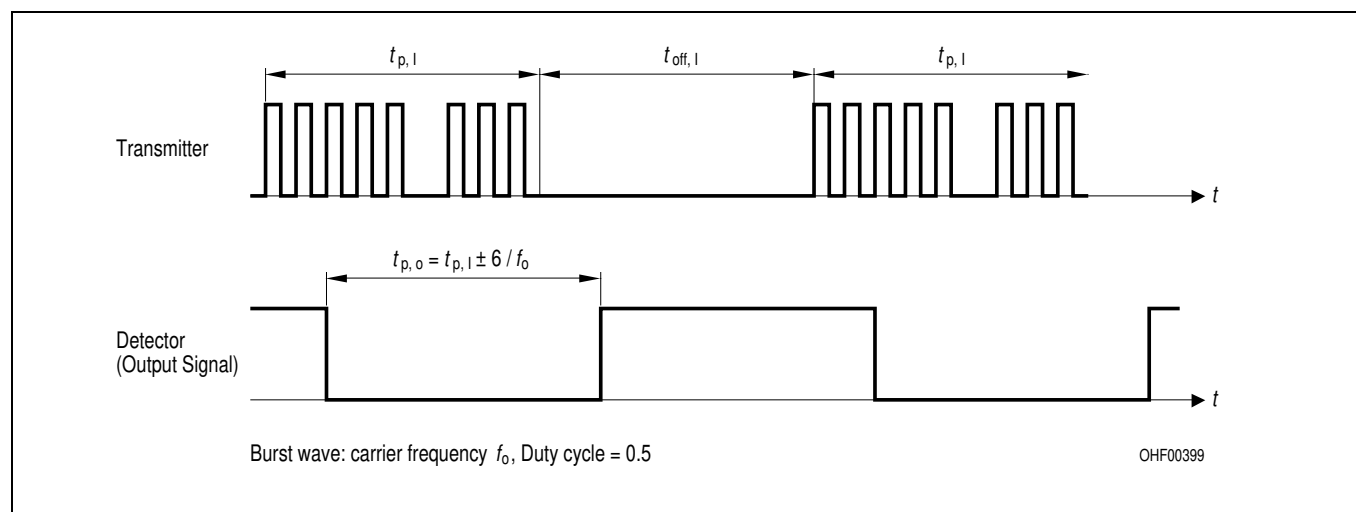 t p, I
t off, I
t p, I
Transmitter
t
t p, o = t p, I ± 6 / f o
Detector
(Output Signal)
t
Burst wave: carrier frequency f o, Duty cycle = 0.5
OHF00399